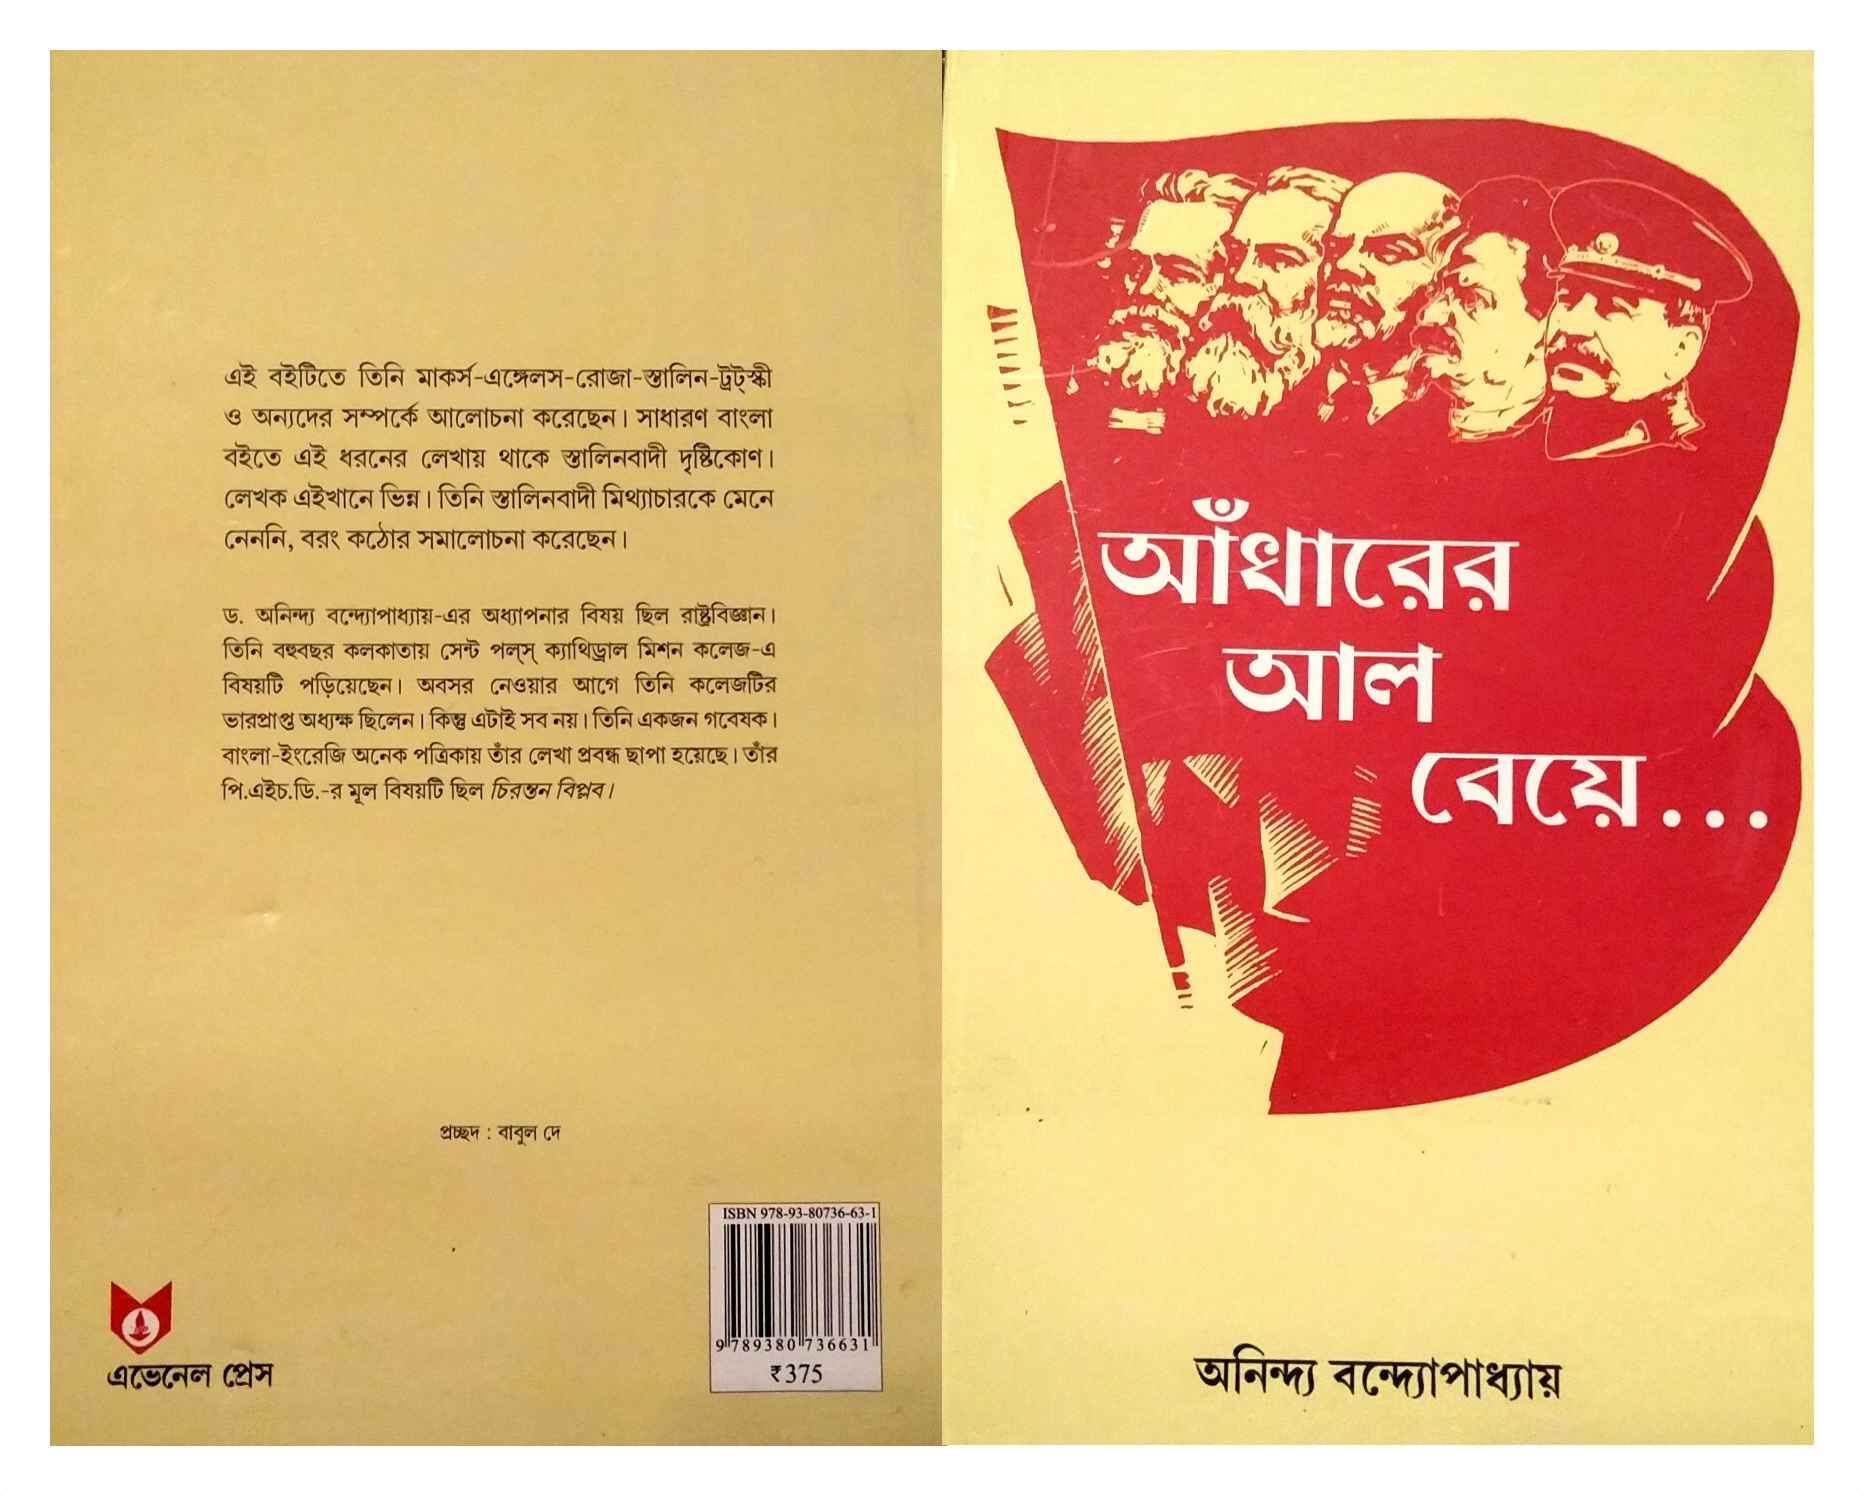 এই বইটিতে তিনি মার্কস-এঙ্গেলস-রোজা-স্তালিন-ট্রট্স্কী
ও অন্যদের সম্পর্কে আলোচনা করেছেন। সাধারণ বাংলা
বইতে এই ধরনের লেখায় থাকে স্তালিনবাদী দৃষ্টিকোণ।
লেখক এইখানে ভিন্ন। তিনি স্তালিনবাদী মিথ্যাচারকে মেনে
নেননি, বরং কঠোর সমালোচনা করেছেন।
ড. অনিন্দ্য বন্দ্যোপাধ্যায়-এর অধ্যাপনার বিষয় ছিল রাষ্ট্রবিজ্ঞান।
তিনি বহুবছর কলকাতায় সেন্ট পল্‌স্ ক্যাথিড্রাল মিশন কলেজ-এ
বিষয়টি পড়িয়েছেন। অবসর নেওয়ার আগে তিনি কলেজটির
ভারপ্রাপ্ত অধ্যক্ষ ছিলেন। কিন্তু এটাই সব নয়। তিনি একজন গবেষক।
বাংলা-ইংরেজি অনেক পত্রিকায় তাঁর লেখা প্রবন্ধ ছাপা হয়েছে। তাঁর
পি.এইচ.ডি.-র মূল বিষয়টি ছিল চিরন্তন বিপ্লব।
প্রচ্ছদ : বাবুল দে
ISBN 978-93-80736-63-1
9 789380 736631
₹375
এভেনেল প্রেস
আঁধারের
আল
বেয়ে...
অনিন্দ্য বন্দ্যোপাধ্যায়